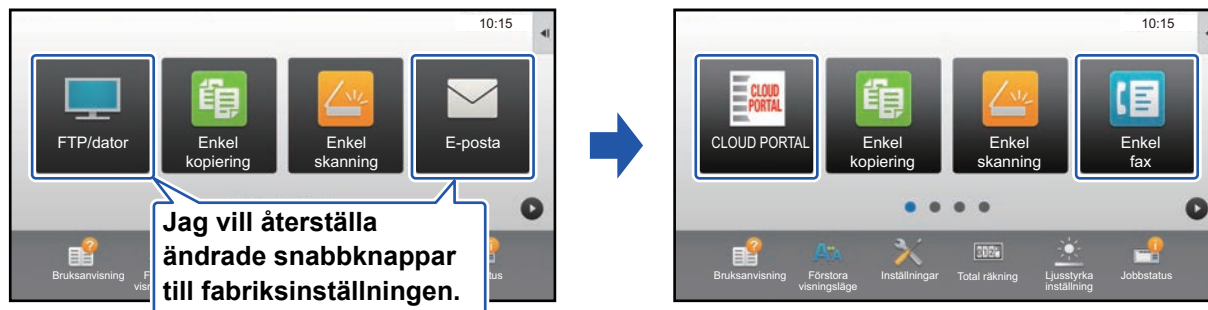 10:15
FTP/dator
Enkel
kopiering
Enkel
skanning
E-posta
Jag vill återställa
ändrade snabbknappar
till fabriksinställningen.
Bruksanvisning
10:15
CLOUD
PORTAL
CLOUD PORTAL
Enkel
kopiering
Enkel
skanning
Enkel
fax
Bruksanvisning
Förstora
visningsläge
Inställningar
Total räkning
Ljusstyrka
inställning
Jobbstatus